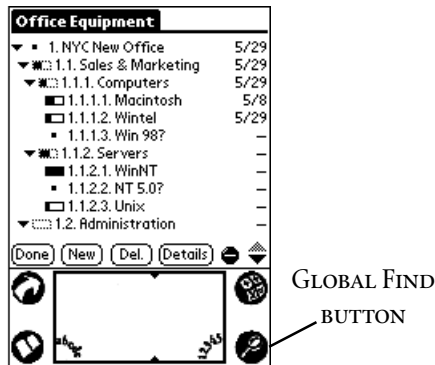 Office Equipment
1. NYC New Office 5/29
1.1. Sales & Marketing 5/29
1.1.1. Computers 5/29
1.1.1.1. Macintosh 5/8
1.1.1.2. Wintel 5/29
1.1.1.3. Win 98? –
1.1.2. Servers –
1.1.2.1. WinNT –
1.1.2.2. NT 5.0? –
1.1.2.3. Unix –
1.2. Administration –
Done New Del. Details
abc
12345
Global Find
button